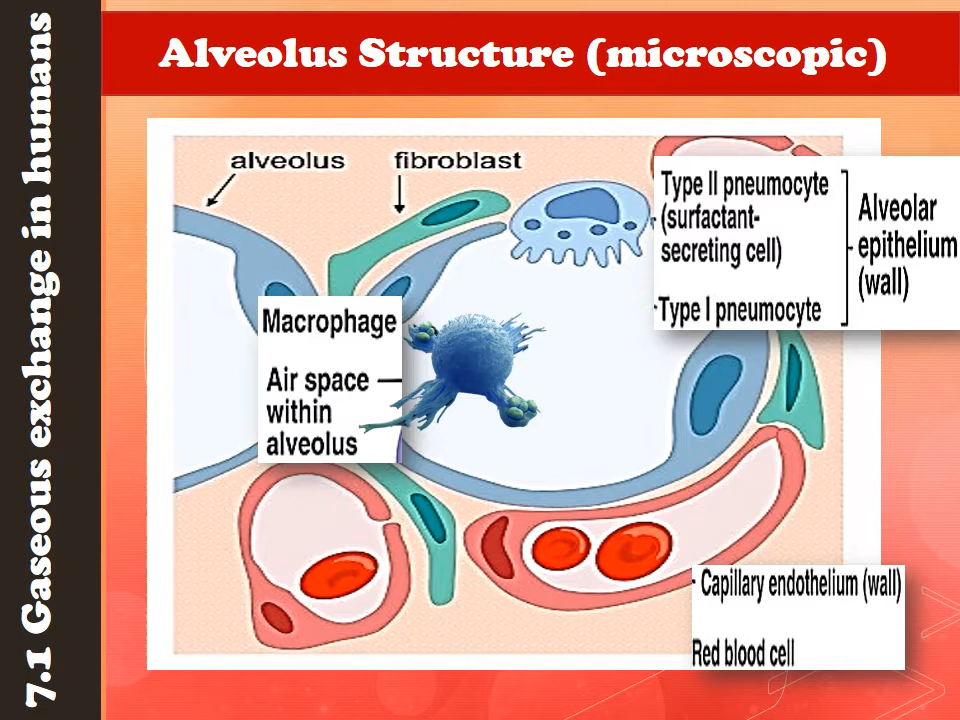 7.1 Gaseous exchange in humans
Alveolus Structure (microscopic)
alveolus
fibroblast
Type II pneumocyte
(surfactant-
secreting cell)
Type I pneumocyte
Alveolar
epithelium
(wall)
Macrophage
Air space
within
alveolus
Capillary endothelium (wall)
Red blood cell